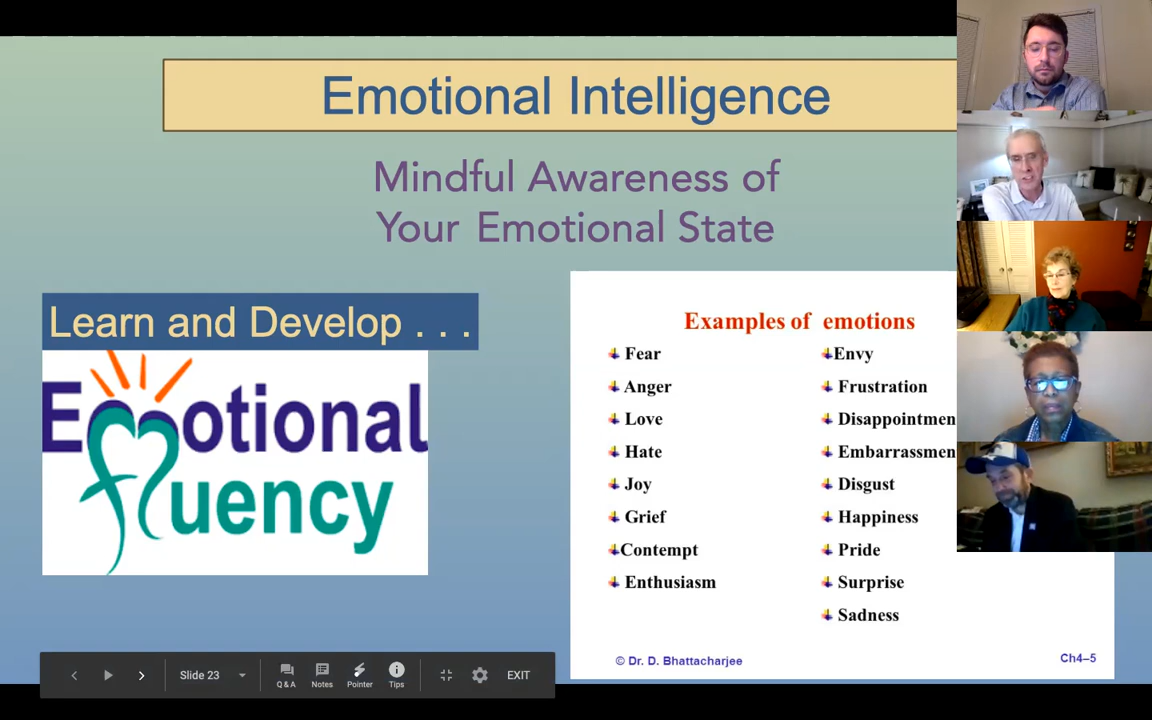 Emotional Intelligence
Mindful Awareness of
Your Emotional State
Learn and Develop . . .
Emotional
fluency
Examples of emotions
Fear
Anger
Love
Hate
Joy
Grief
Contempt
Enthusiasm
Envy
Frustration
Disappointmen
Embarrassmen
Disgust
Happiness
Pride
Surprise
Sadness
© Dr. D. Bhattacharjee
Ch4–5
Slide 23
Q & A
Notes
Pointer
Tips
EXIT